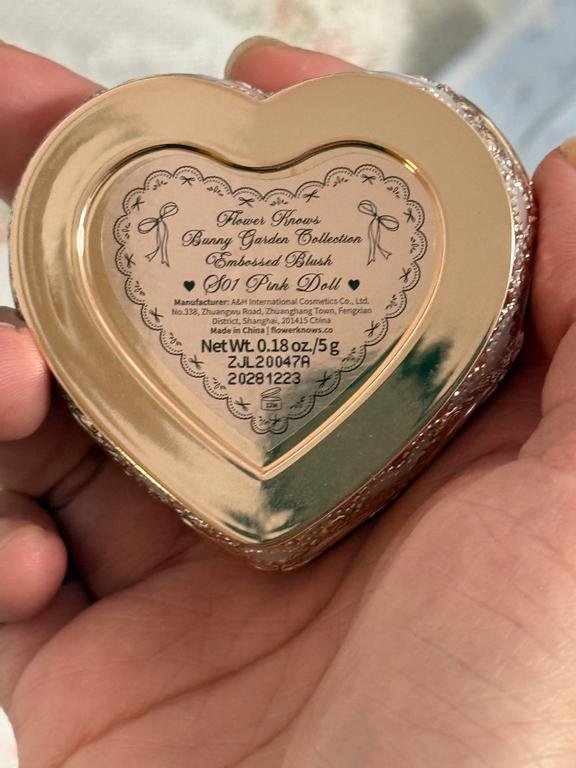 Flower Knows
Bunny Garden Collection
Embossed Blush
♥ S01 Pink Doll ♥
Manufacturer: A&H International Cosmetics Co., Ltd.
No.338, Zhuangwu Road, Zhuanghang Town, Fengxian
District, Shanghai, 201415 China
Made in China | flowerknows.co
Net Wt. 0.18 oz./5 g
ZJL20047A
20281223